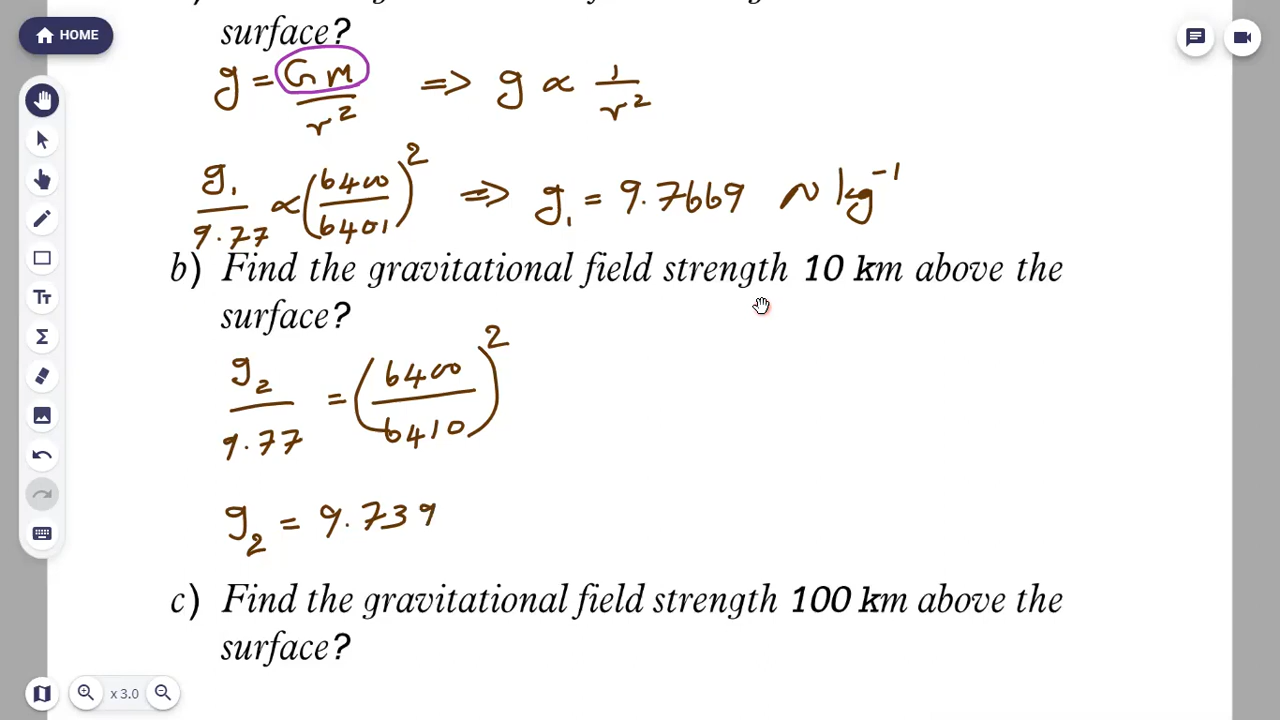 HOME
surface?
g = GM / r² => g ∝ 1 / r²
g₁ / 9.77 ∝ (6400 / 6401)² => g₁ = 9.7669 N kg⁻¹
b) Find the gravitational field strength 10 km above the
surface?
g₂ / 9.77 = (6400 / 6410)²
g₂ = 9.739
c) Find the gravitational field strength 100 km above the
surface?
Tт
Σ
x 3.0